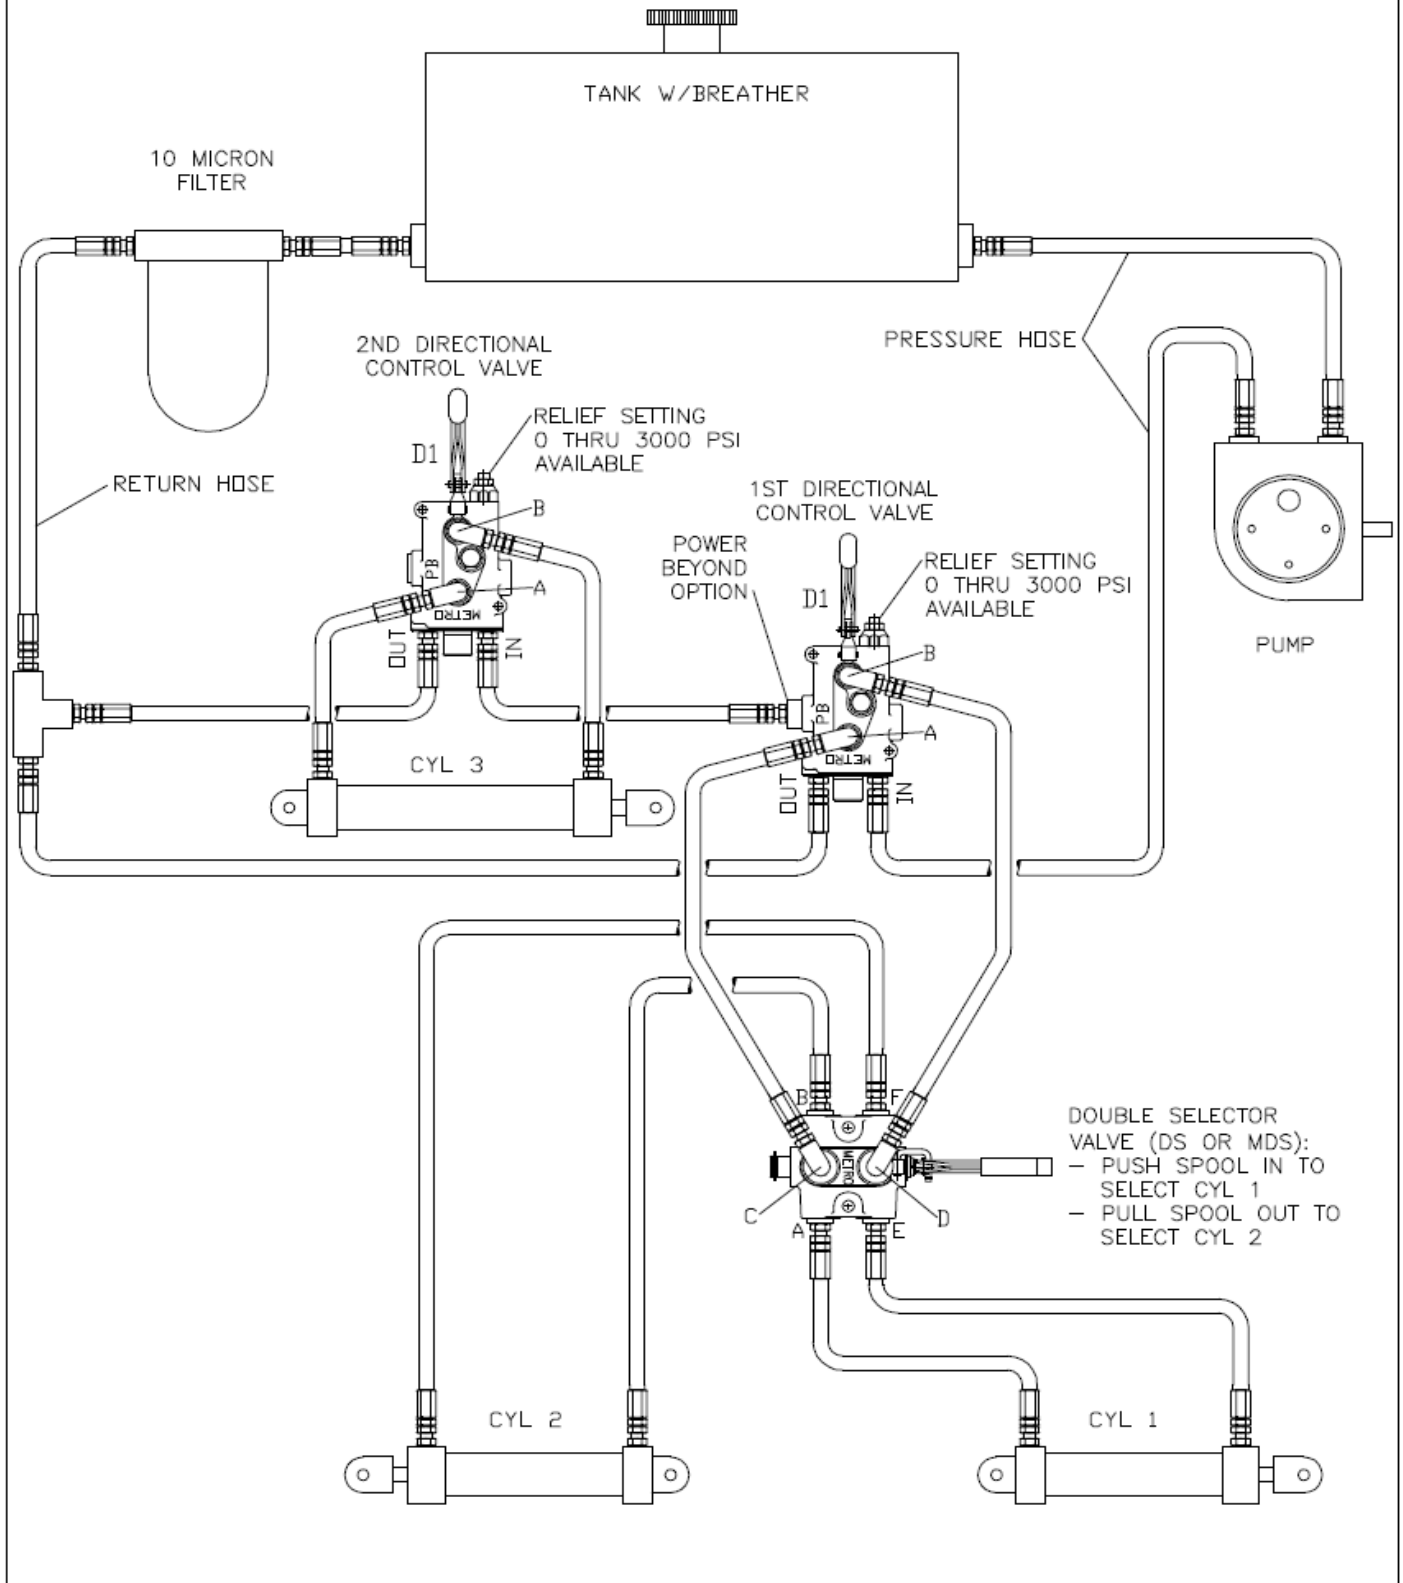 TANK W/BREATHER
10 MICRON
FILTER
PRESSURE HOSE
2ND DIRECTIONAL
CONTROL VALVE
RELIEF SETTING
0 THRU 3000 PSI
AVAILABLE
D1
RETURN HOSE
B
PB
A
METRO
OUT
IN
1ST DIRECTIONAL
CONTROL VALVE
POWER
BEYOND
OPTION
RELIEF SETTING
0 THRU 3000 PSI
AVAILABLE
D1
PUMP
B
PB
A
METRO
OUT
IN
CYL 3
B
F
METRO
C
D
A
E
DOUBLE SELECTOR
VALVE (DS OR MDS):
- PUSH SPOOL IN TO
SELECT CYL 1
- PULL SPOOL OUT TO
SELECT CYL 2
CYL 2
CYL 1